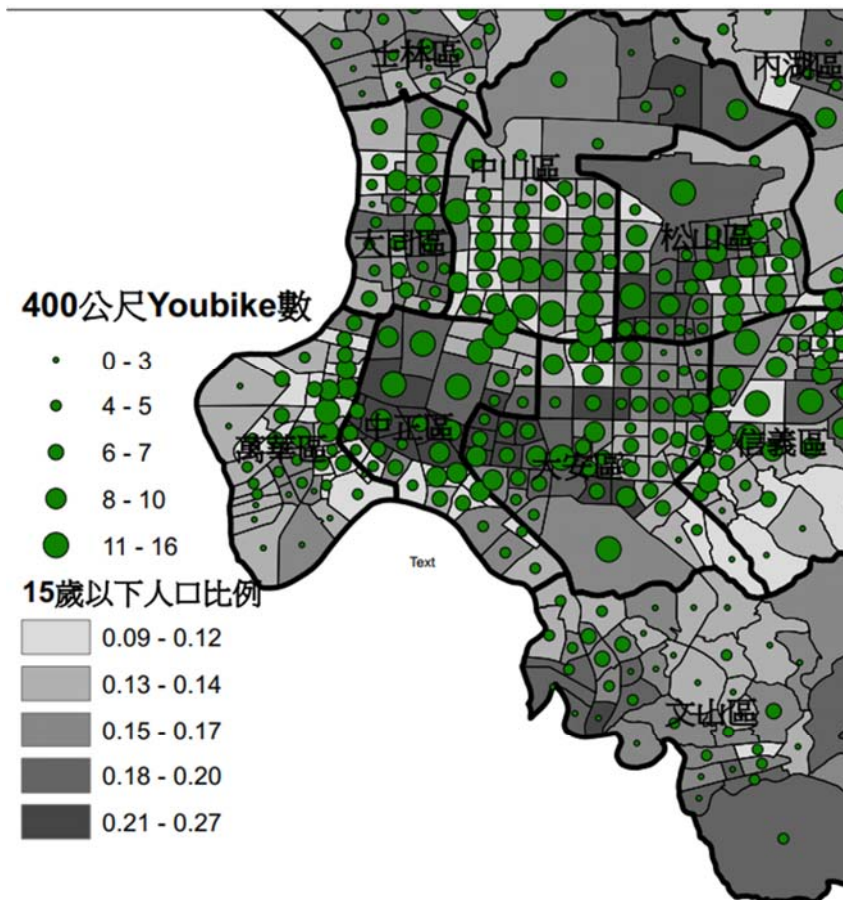 士林區
內湖區
中山區
松山區
大同區
400公尺Youbike數
0 - 3
4 - 5
6 - 7
8 - 10
11 - 16
萬華區
中正區
大安區
信義區
Text
15歲以下人口比例
0.09 - 0.12
0.13 - 0.14
0.15 - 0.17
0.18 - 0.20
0.21 - 0.27
文山區